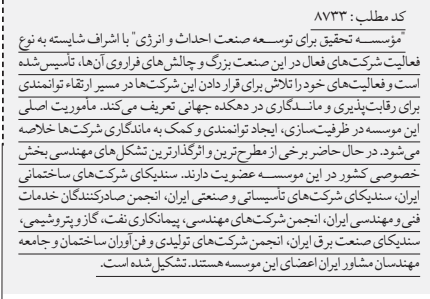 کد مطلب : ۸۷۳۳
"مؤسسه تحقیق برای توسعه صنعت احداث و انرژی" با اشراف شایسته به نوع
فعالیت شرکت‌های فعال در این صنعت بزرگ و چالش‌های فراروی آن‌ها، تأسیس شده
است و فعالیت‌های خود را تلاش برای قرار دادن این شرکت‌ها در مسیر ارتقاء توانمندی
برای رقابت‌پذیری و ماندگاری در دهکده جهانی تعریف می‌کند. مأموریت اصلی
این موسسه در ظرفیت‌سازی، ایجاد توانمندی و کمک به ماندگاری شرکت‌ها خلاصه
می‌شود. در حال حاضر برخی از مطرح‌ترین و اثرگذارترین تشکل‌های مهندسی بخش
خصوصی کشور در این موسسه عضویت دارند. سندیکای شرکت‌های ساختمانی
ایران، سندیکای شرکت‌های تأسیساتی و صنعتی ایران، انجمن صادرکنندگان خدمات
فنی و مهندسی ایران، انجمن شرکت‌های مهندسی، پیمانکاری نفت، گاز و پتروشیمی،
سندیکای صنعت برق ایران، انجمن شرکت‌های تولیدی و فن‌آوران ساختمان و جامعه
مهندسان مشاور ایران اعضای این موسسه هستند. تشکیل شده است.